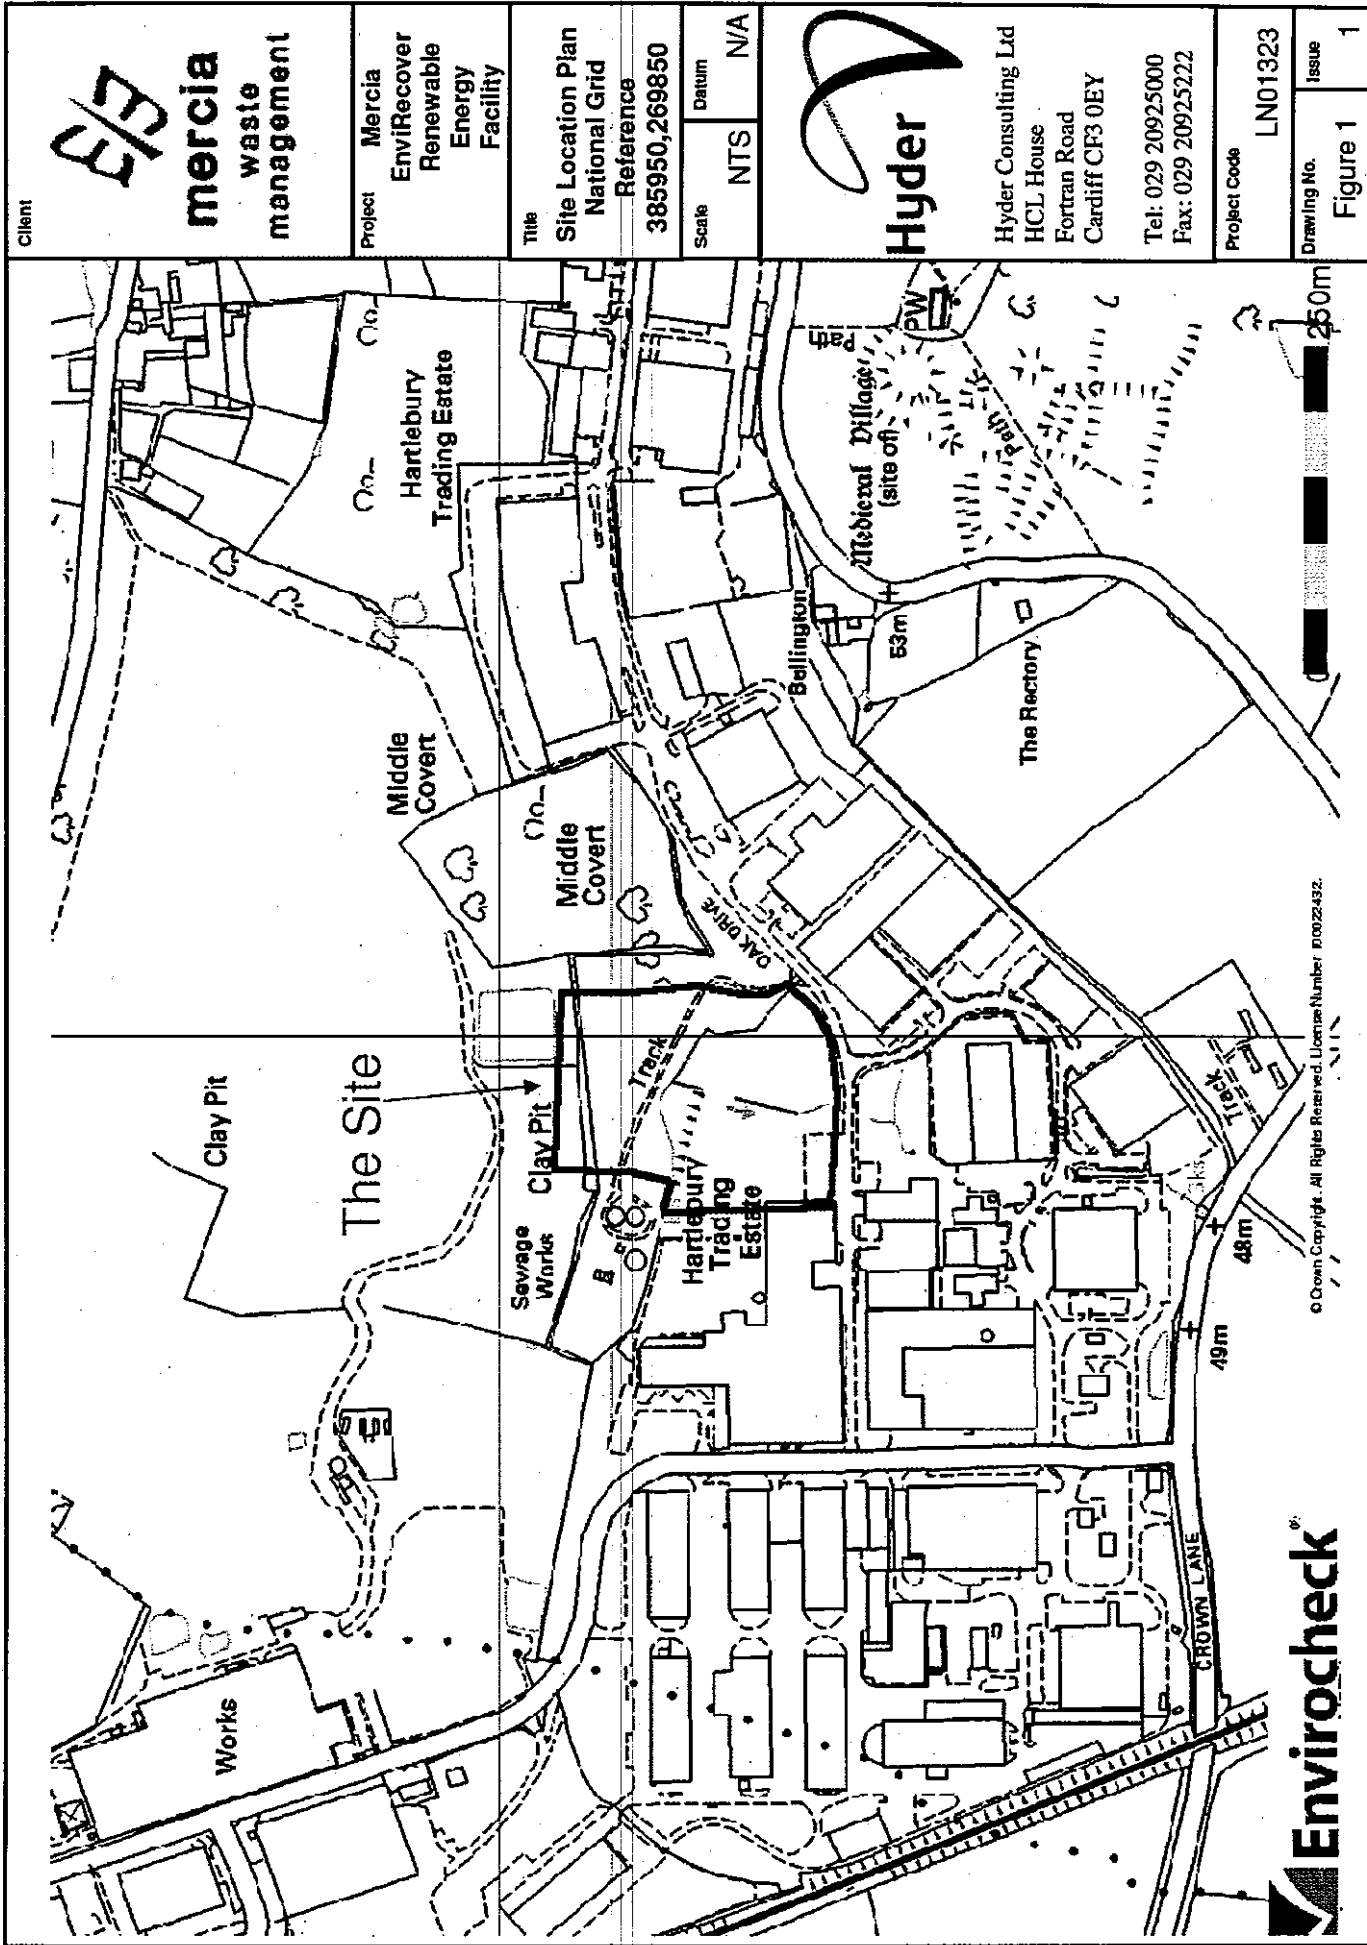 Client
mercia
waste
management
Project
Mercia
EnviRecover
Renewable
Energy
Facility
Title
Site Location Plan
National Grid
Reference
385950,269850
Scale
NTS
Datum
N/A
Hyder
Hyder Consulting Ltd
HCL House
Fortran Road
Cardiff CF3 0EY
Tel: 029 20925000
Fax: 029 20925222
Project Code
LN01323
Drawing No.
Figure 1
Issue
1
Works
Clay Pit
The Site
Clay Pit
Sewage
Works
Track
Hartlebury
Trading
Estate
Middle
Covert
Middle
Covert
Hartlebury
Trading Estate
OAK DRIVE
Bellington
53m
Medieval Village
(site of)
Path
PW
Path
The Rectory
Track
48m
49m
CROWN LANE
250m
© Crown Copyright. All Rights Reserved. License Number 100022432.
Envirocheck